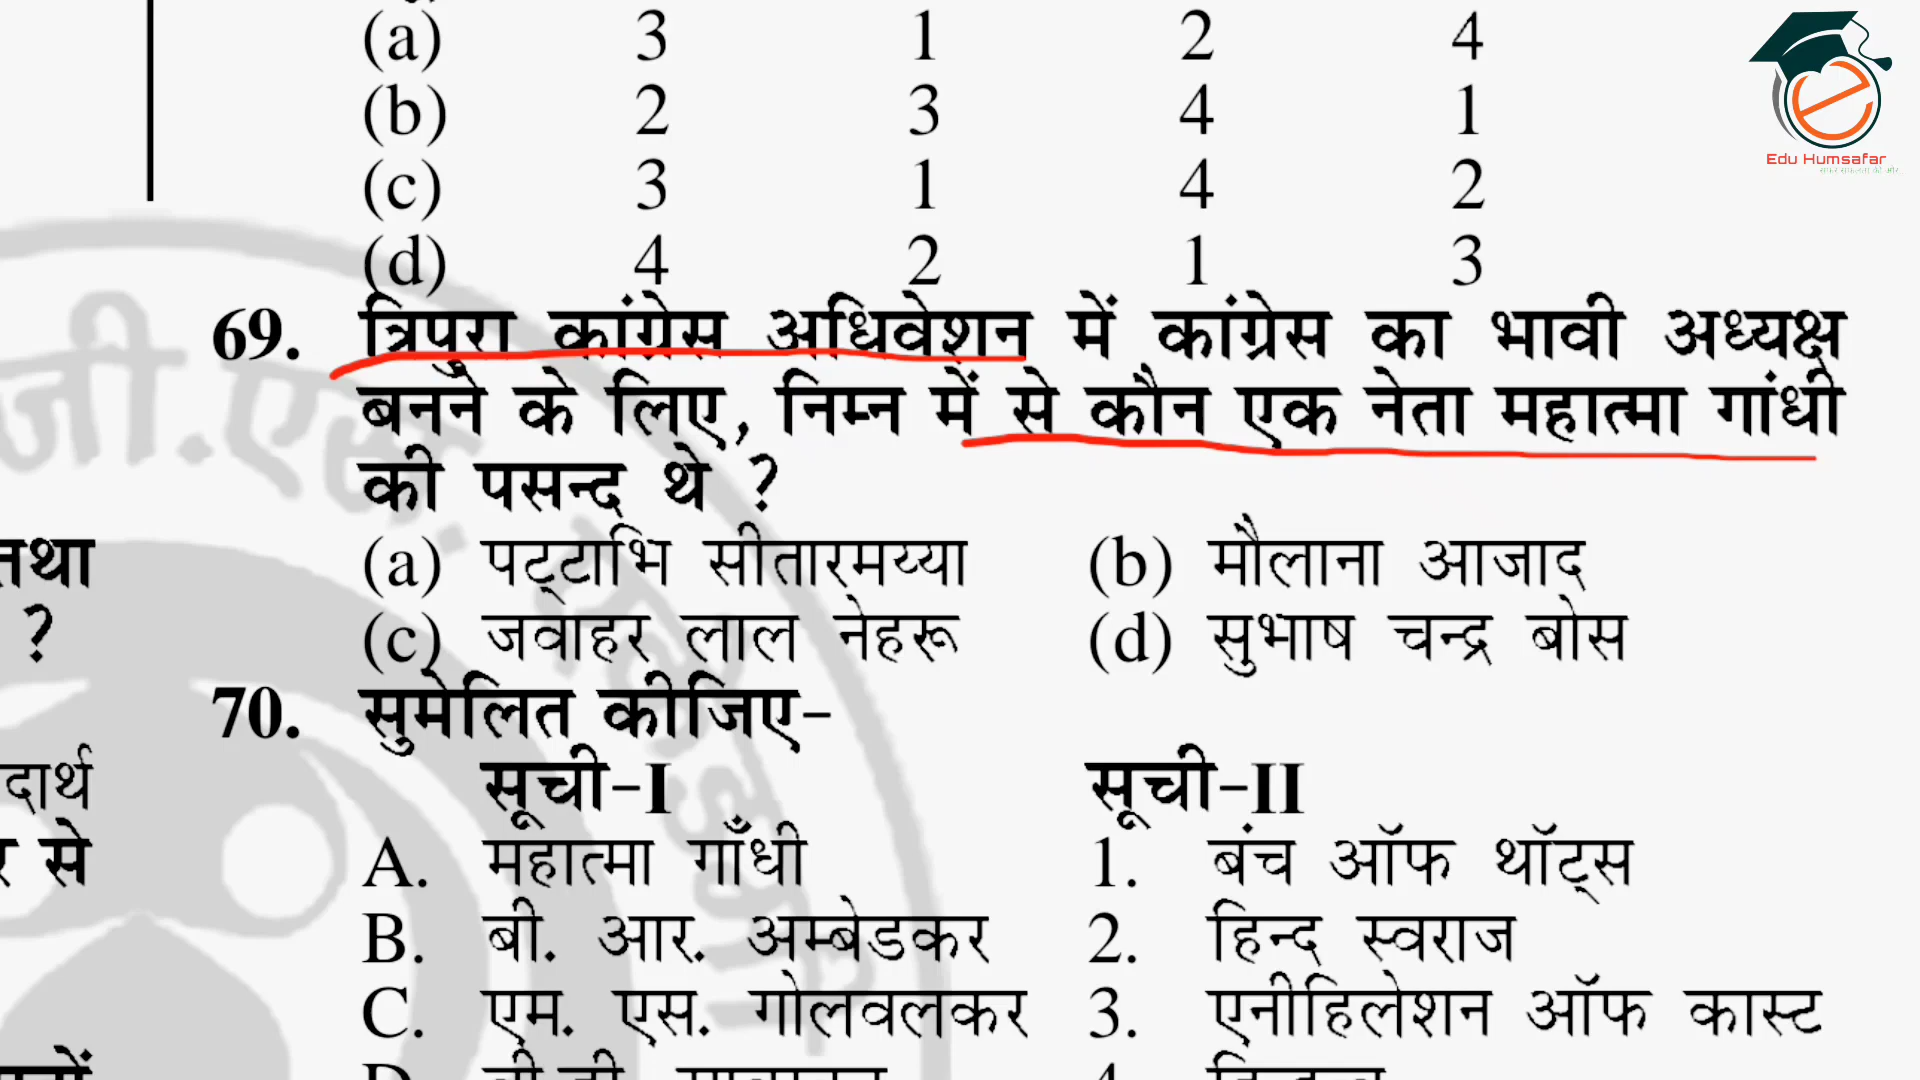 (a) 3 1 2 4
(b) 2 3 4 1
(c) 3 1 4 2
(d) 4 2 1 3
Edu Humsafar
69. त्रिपुरा कांग्रेस अधिवेशन में कांग्रेस का भावी अध्यक्ष
बनने के लिए, निम्न में से कौन एक नेता महात्मा गांधी
की पसन्द थे ?
(a) पट्टाभि सीतारमय्या (b) मौलाना आजाद
(c) जवाहर लाल नेहरू (d) सुभाष चन्द्र बोस
70. सुमेलित कीजिए-
सूची-I सूची-II
A. महात्मा गाँधी 1. बंच ऑफ थॉट्स
B. बी. आर. अम्बेडकर 2. हिन्द स्वराज
C. एम. एस. गोलवलकर 3. एनीहिलेशन ऑफ कास्ट
तथा
?
से